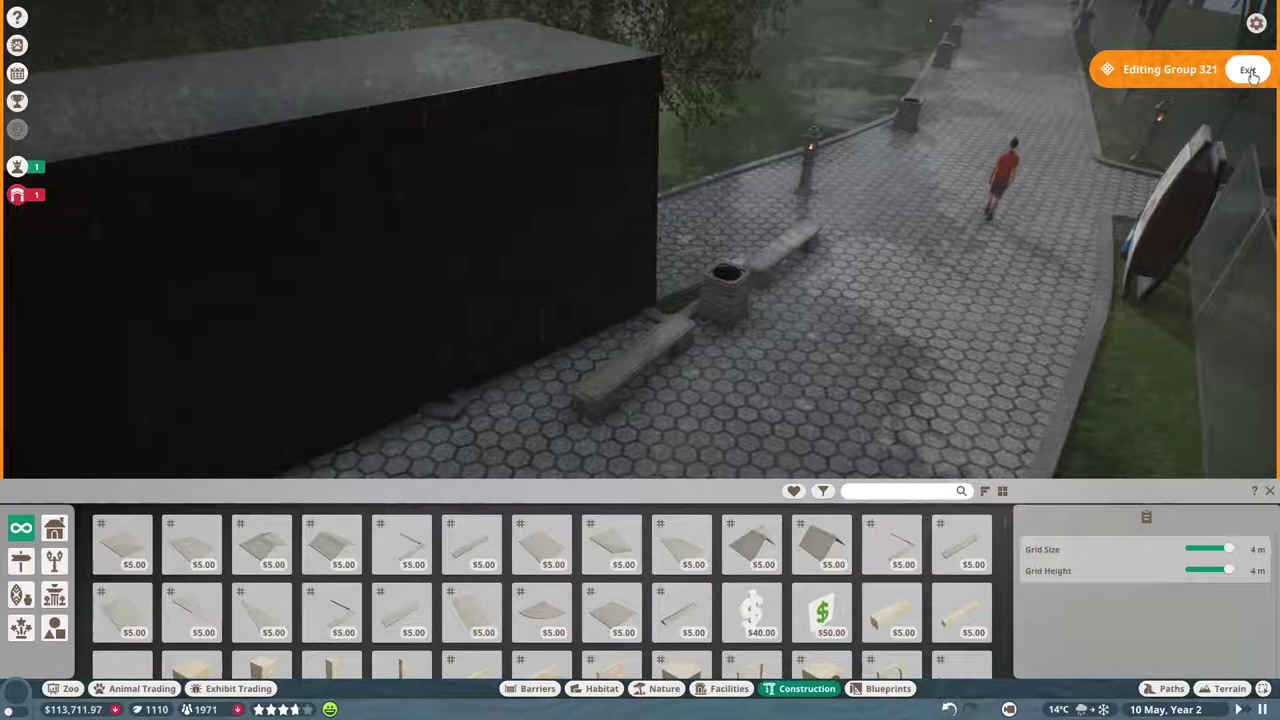 ?
Editing Group 321 Exit
1
1
? ×
$5.00 $5.00 $5.00 $5.00 $5.00 $5.00 $5.00 $5.00 $5.00 $5.00 $5.00 $5.00 $5.00
Grid Size 4 m
Grid Height 4 m
$5.00 $5.00 $5.00 $5.00 $5.00 $5.00 $5.00 $5.00 $5.00 $40.00 $50.00 $5.00 $5.00
Zoo Animal Trading Exhibit Trading Barriers Habitat Nature Facilities Construction Blueprints Paths Terrain
$113,711.97 1110 1971 14°C 10 May, Year 2